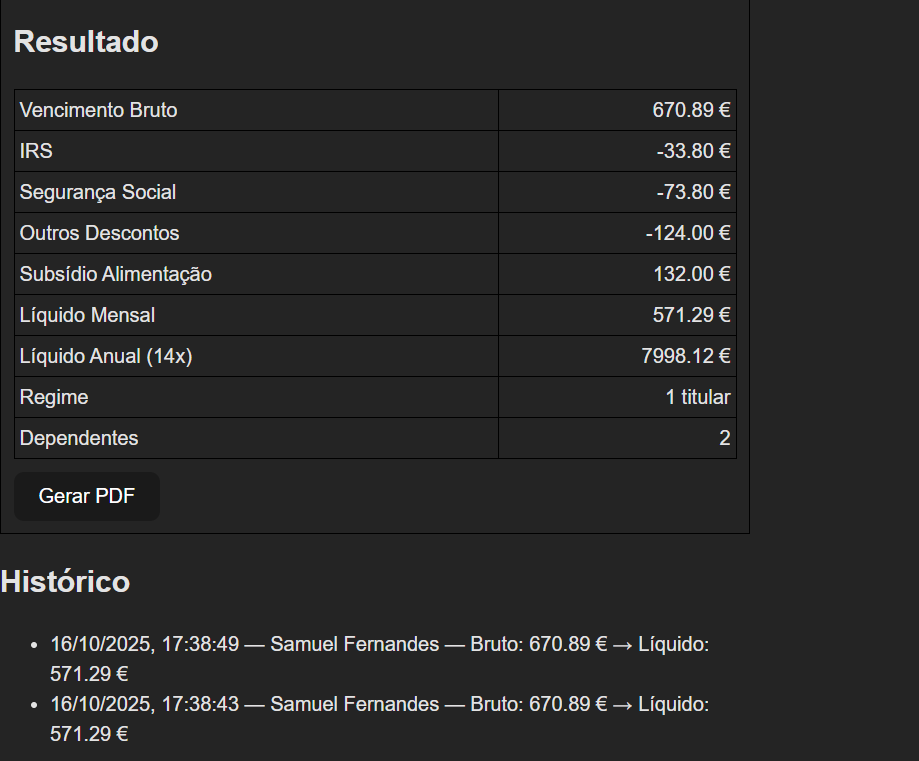 Resultado
Vencimento Bruto 670.89 €
IRS -33.80 €
Segurança Social -73.80 €
Outros Descontos -124.00 €
Subsídio Alimentação 132.00 €
Líquido Mensal 571.29 €
Líquido Anual (14x) 7998.12 €
Regime 1 titular
Dependentes 2
Gerar PDF
Histórico
• 16/10/2025, 17:38:49 — Samuel Fernandes — Bruto: 670.89 € → Líquido:
571.29 €
• 16/10/2025, 17:38:43 — Samuel Fernandes — Bruto: 670.89 € → Líquido:
571.29 €